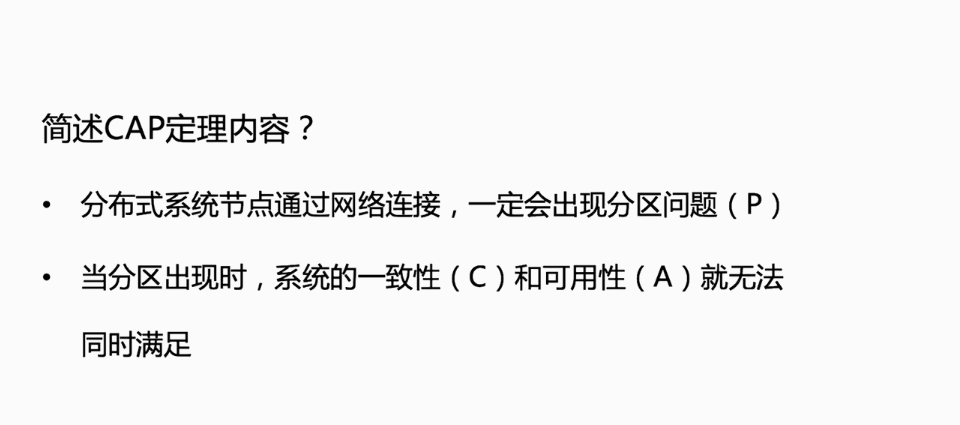 简述CAP定理内容？
• 分布式系统节点通过网络连接，一定会出现分区问题（P）
• 当分区出现时，系统的一致性（C）和可用性（A）就无法
同时满足